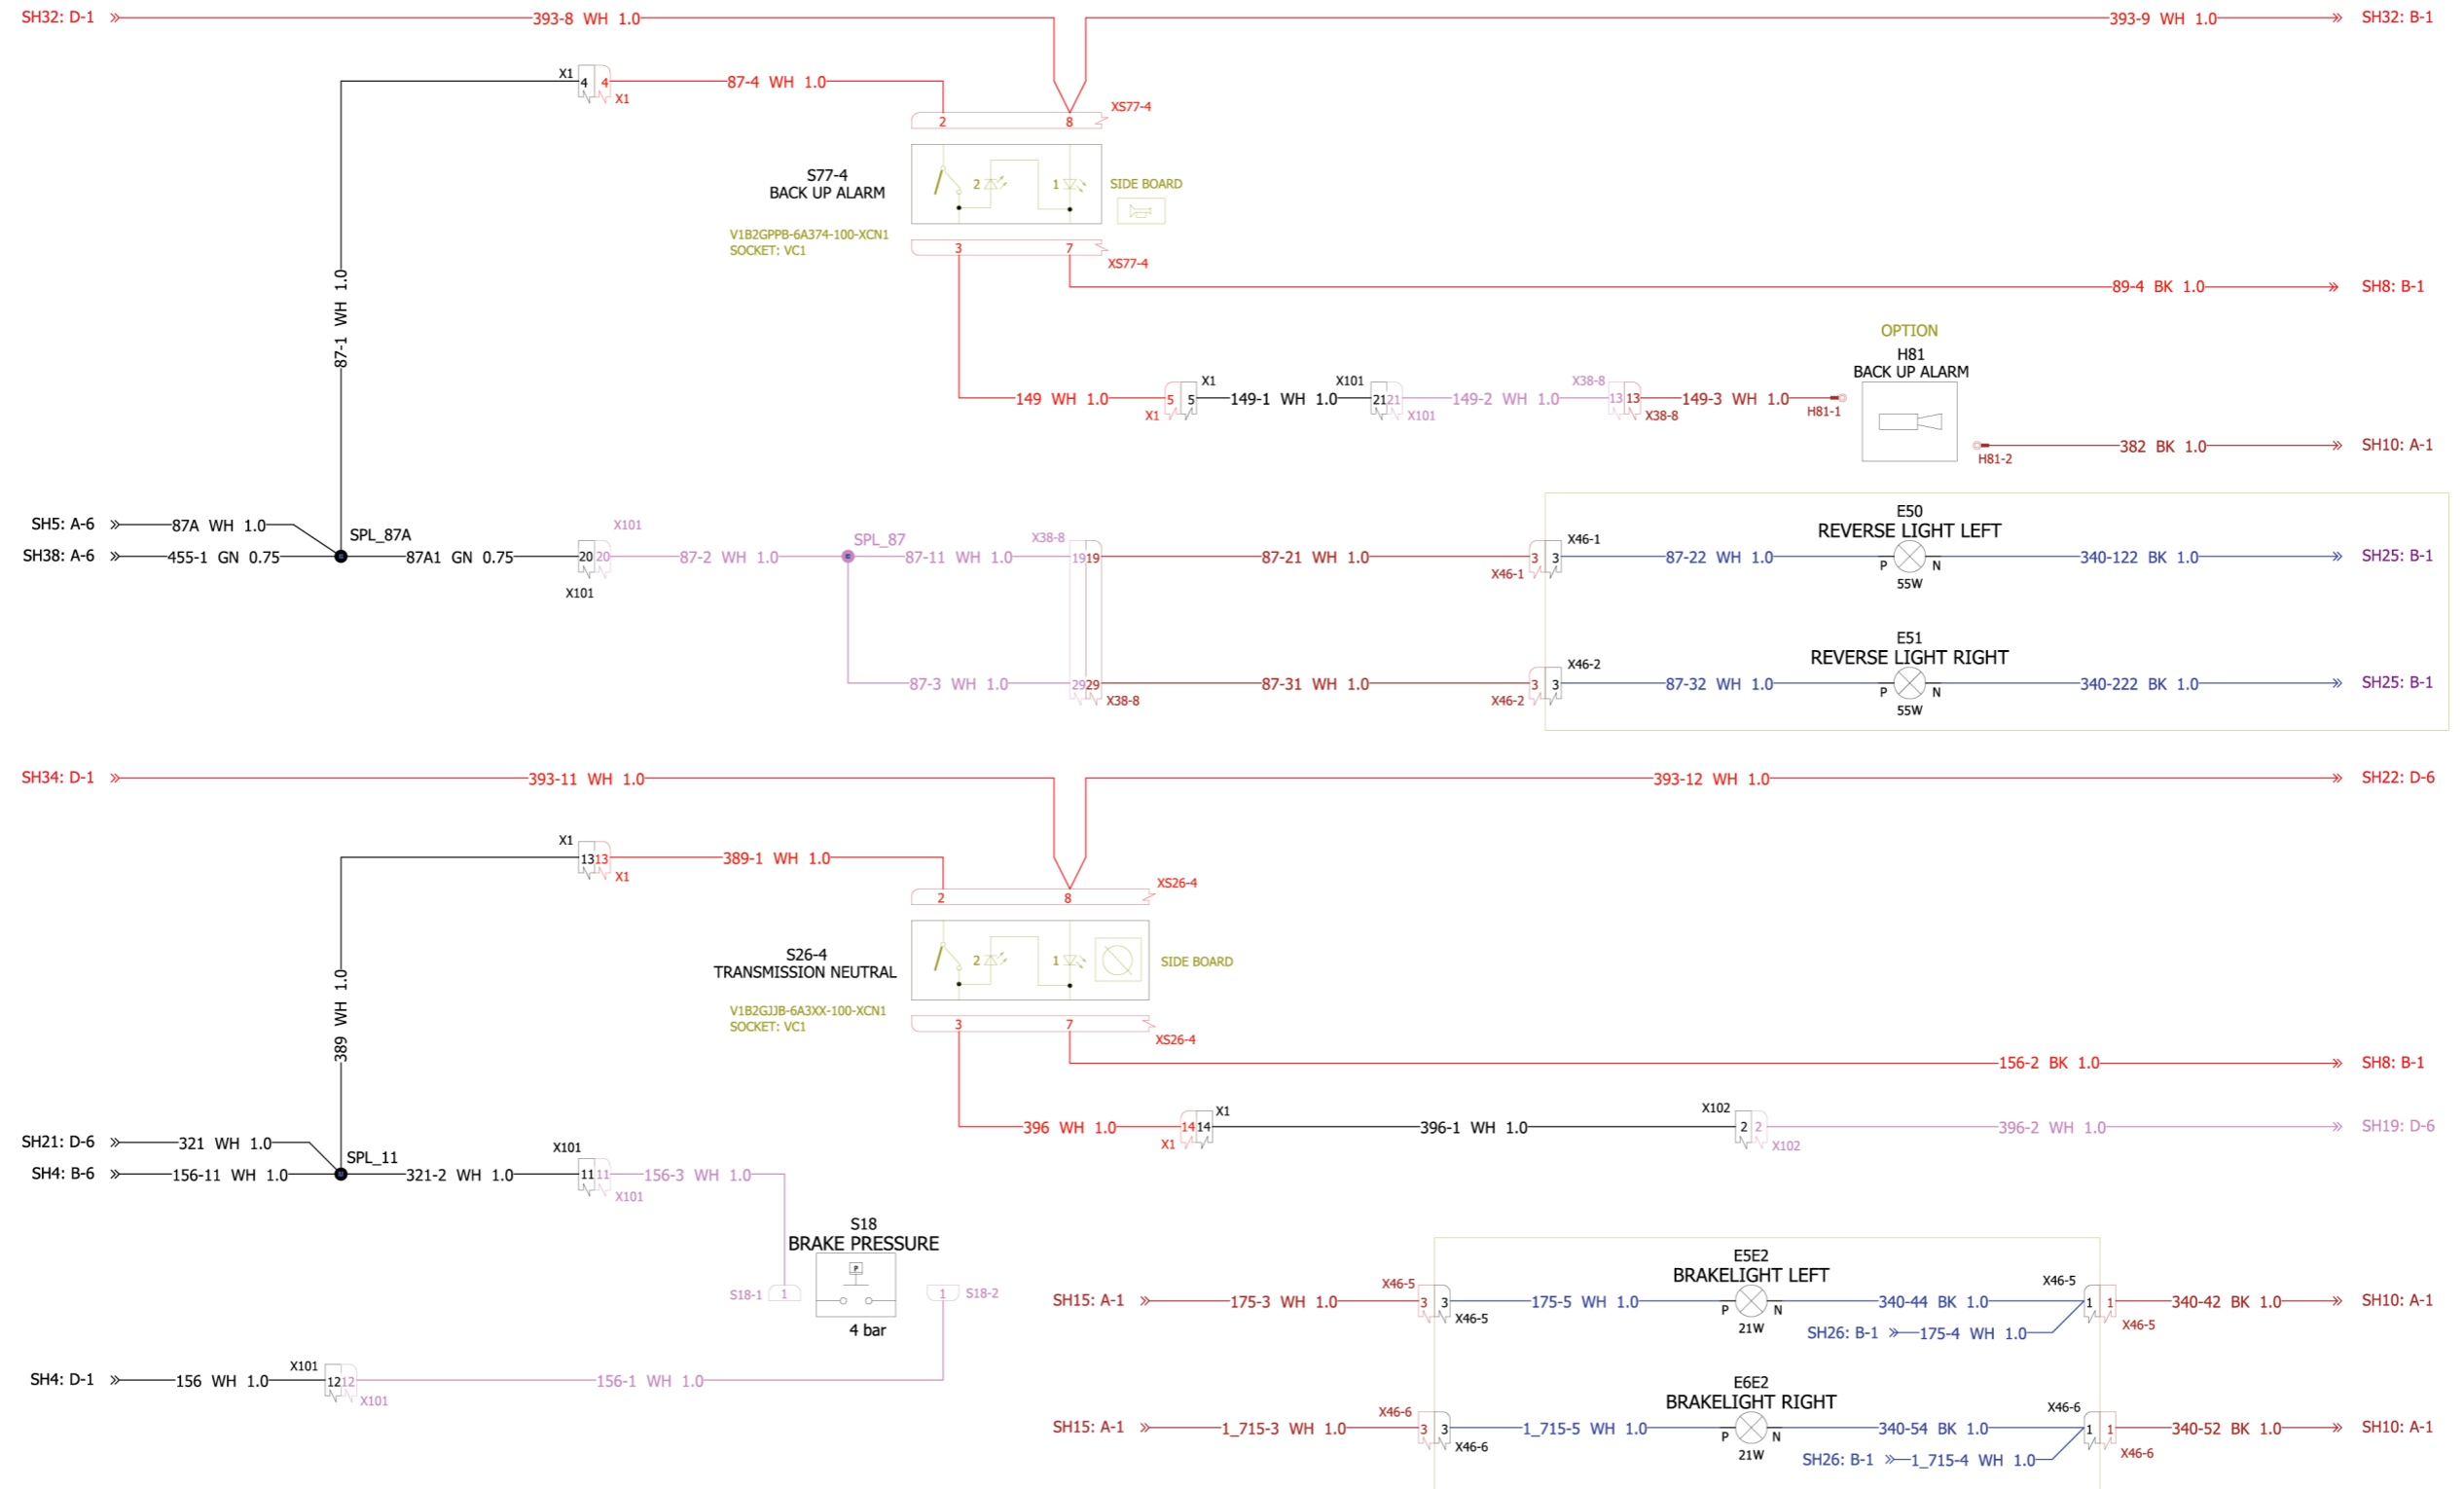 SH32: D-1 393-8 WH 1.0 393-9 WH 1.0 SH32: B-1
X1 4 4 87-4 WH 1.0
X1
XS77-4
2 8
S77-4
BACK UP ALARM
2 1 SIDE BOARD
V1B2GPPB-6A374-100-XCN1
SOCKET: VC1
3 7
XS77-4
87-1 WH 1.0
89-4 BK 1.0 SH8: B-1
OPTION
H81
BACK UP ALARM
149 WH 1.0 5 5 X1 149-1 WH 1.0 X101 21 21 149-2 WH 1.0 X38-8 13 13 149-3 WH 1.0
X1 X101 X38-8 H81-1
382 BK 1.0 SH10: A-1
H81-2
SH5: A-6 87A WH 1.0
SPL_87A X101 SPL_87 X38-8 X46-1 E50
REVERSE LIGHT LEFT
SH38: A-6 455-1 GN 0.75 87A1 GN 0.75 20 20 87-2 WH 1.0 87-11 WH 1.0 19 19 87-21 WH 1.0 3 3 87-22 WH 1.0 P N 340-122 BK 1.0 SH25: B-1
X46-1
55W
X101
E51
REVERSE LIGHT RIGHT
X46-2
87-3 WH 1.0 29 29 87-31 WH 1.0 3 3 87-32 WH 1.0 P N 340-222 BK 1.0 SH25: B-1
X38-8 X46-2
55W
SH34: D-1 393-11 WH 1.0 393-12 WH 1.0 SH22: D-6
X1 13 13 389-1 WH 1.0
X1
XS26-4
2 8
S26-4
TRANSMISSION NEUTRAL
2 1 SIDE BOARD
V1B2GJJB-6A3XX-100-XCN1
SOCKET: VC1
3 7
XS26-4
389 WH 1.0
156-2 BK 1.0 SH8: B-1
396 WH 1.0 14 14 X1 396-1 WH 1.0 X102 2 2 396-2 WH 1.0 SH19: D-6
X1 X102
SH21: D-6 321 WH 1.0
SPL_11 X101
SH4: B-6 156-11 WH 1.0 321-2 WH 1.0 11 11 156-3 WH 1.0
X101
S18
BRAKE PRESSURE
P
S18-1 1 1 S18-2
4 bar
E5E2
BRAKELIGHT LEFT
X46-5 X46-5
SH15: A-1 175-3 WH 1.0 3 3 175-5 WH 1.0 P N 340-44 BK 1.0 1 1 340-42 BK 1.0 SH10: A-1
X46-5 X46-5
21W
SH26: B-1 175-4 WH 1.0
X101
SH4: D-1 156 WH 1.0 12 12 156-1 WH 1.0
X101
E6E2
BRAKELIGHT RIGHT
X46-6 X46-6
SH15: A-1 1_715-3 WH 1.0 3 3 1_715-5 WH 1.0 P N 340-54 BK 1.0 1 1 340-52 BK 1.0 SH10: A-1
X46-6 X46-6
21W
SH26: B-1 1_715-4 WH 1.0